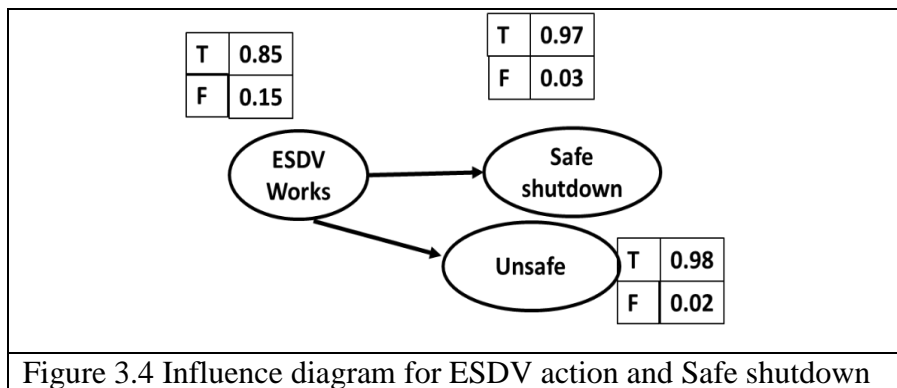 T 0.85
F 0.15
T 0.97
F 0.03
ESDV
Works
Safe
shutdown
Unsafe
T 0.98
F 0.02
Figure 3.4 Influence diagram for ESDV action and Safe shutdown